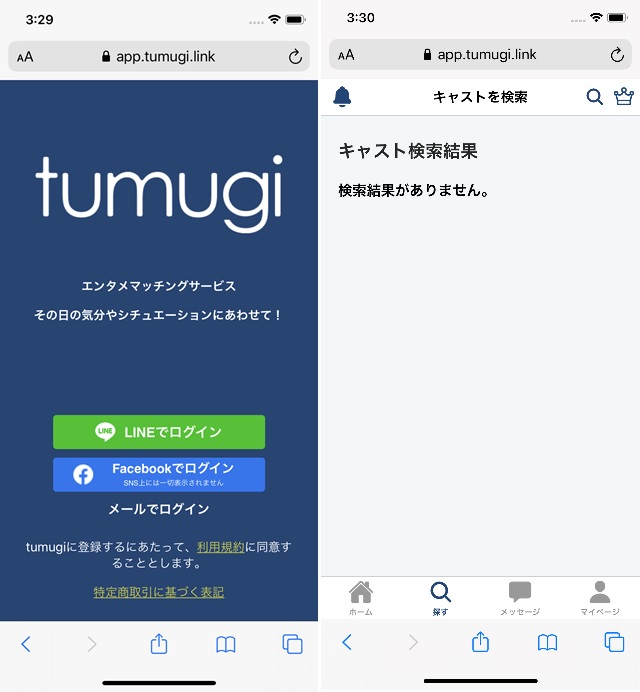 3:29
AA app.tumugi.link
tumugi
エンタメマッチングサービス
その日の気分やシチュエーションにあわせて！
LINE LINEでログイン
Facebookでログイン
SNS上には一切表示されません
メールでログイン
tumugiに登録するにあたって、利用規約に同意す
ることとします。
特定商取引に基づく表記
3:30
AA app.tumugi.link
キャストを検索
キャスト検索結果
検索結果がありません。
ホーム 探す メッセージ マイページ